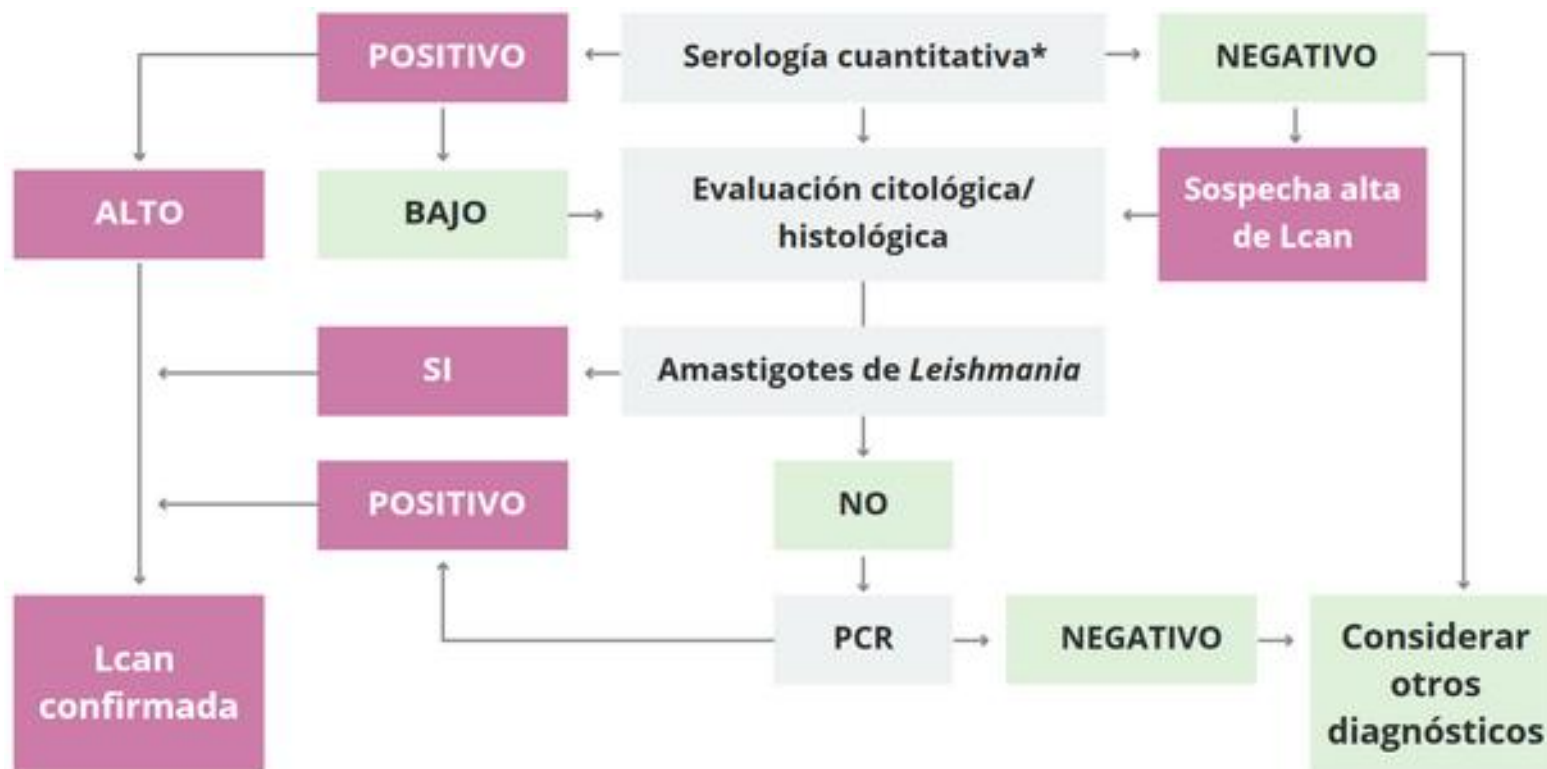 POSITIVO
Serología cuantitativa*
NEGATIVO
ALTO
BAJO
Evaluación citológica/
histológica
Sospecha alta
de Lcan
SI
Amastigotes de Leishmania
POSITIVO
NO
Lcan
confirmada
PCR
NEGATIVO
Considerar
otros
diagnósticos